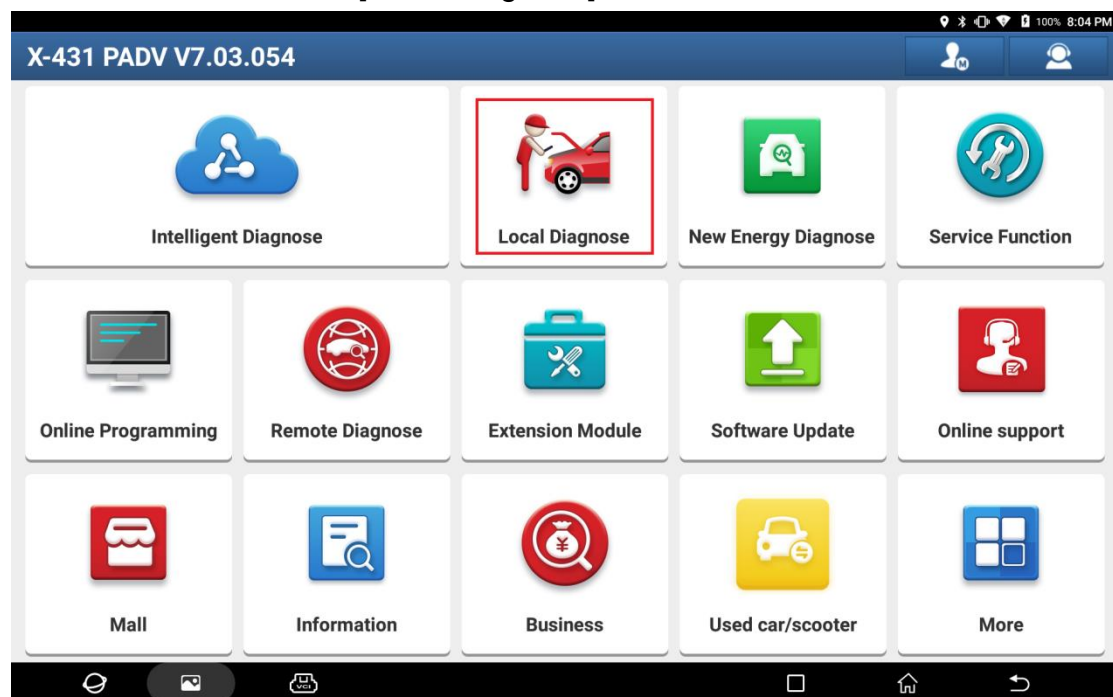 100% 8:04 PM
X-431 PADV V7.03.054
M
Intelligent Diagnose
Local Diagnose
New Energy Diagnose
Service Function
Online Programming
Remote Diagnose
Extension Module
Software Update
Online support
¥
Mall
Information
Business
Used car/scooter
More
VCI